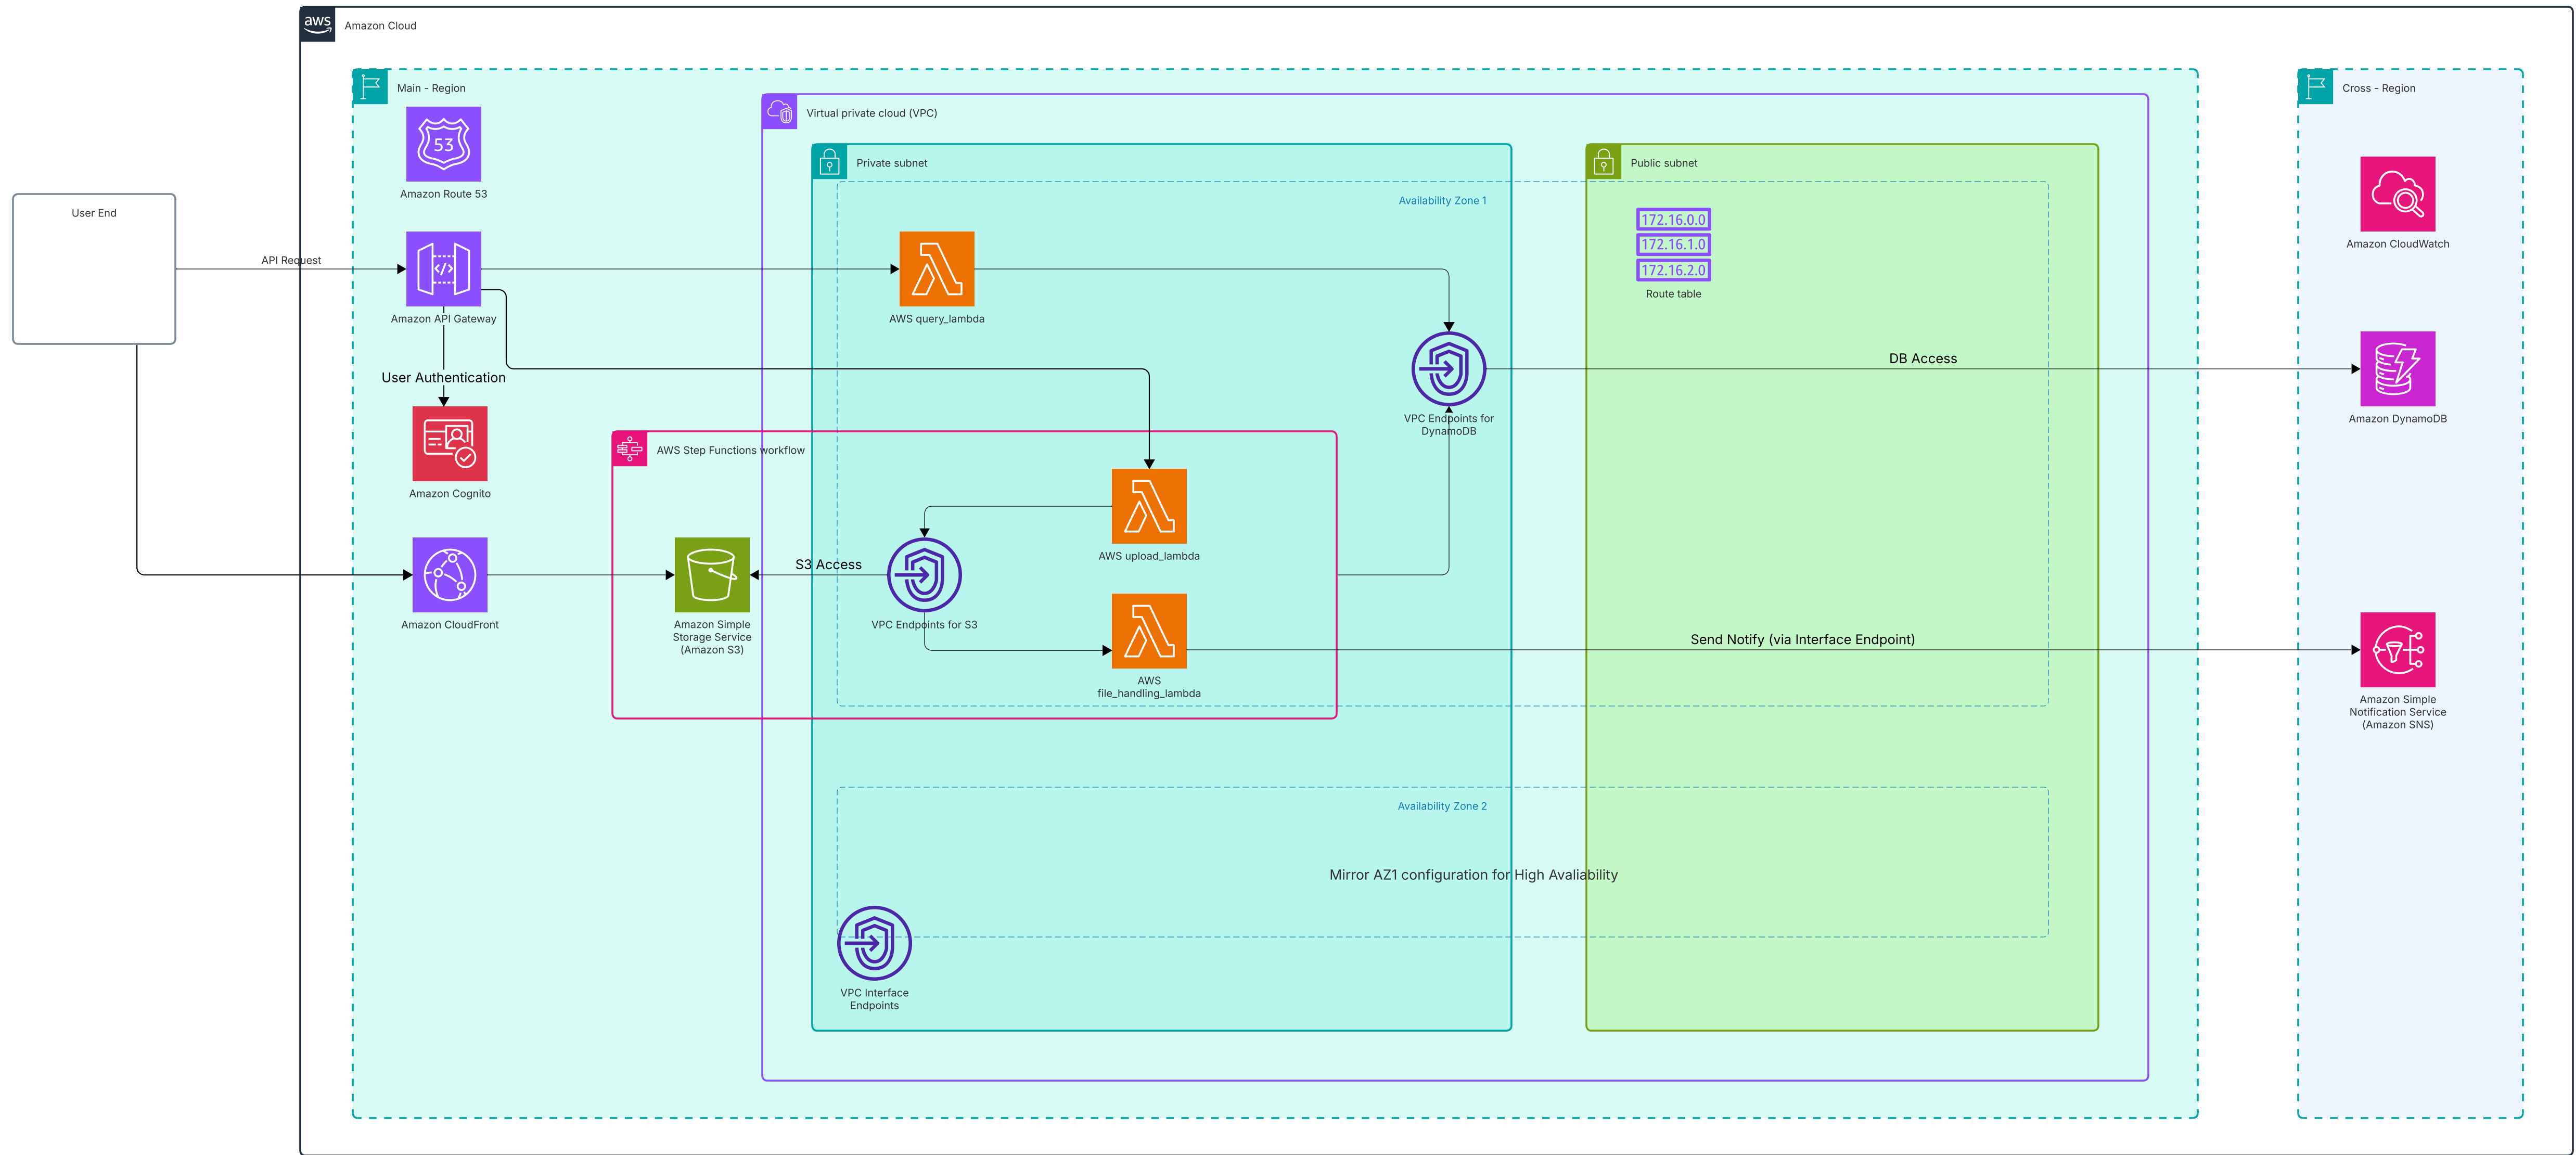 aws
Amazon Cloud
Main - Region
Cross - Region
53
Amazon Route 53
Virtual private cloud (VPC)
Private subnet
Public subnet
User End
Availability Zone 1
172.16.0.0
172.16.1.0
172.16.2.0
Route table
Amazon CloudWatch
API Request
Amazon API Gateway
AWS query_lambda
User Authentication
DB Access
VPC Endpoints for
DynamoDB
Amazon DynamoDB
AWS Step Functions workflow
Amazon Cognito
AWS upload_lambda
S3 Access
Amazon CloudFront
Amazon Simple
Storage Service
(Amazon S3)
VPC Endpoints for S3
Send Notify (via Interface Endpoint)
AWS
file_handling_lambda
Amazon Simple
Notification Service
(Amazon SNS)
Availability Zone 2
Mirror AZ1 configuration for High Avaliability
VPC Interface
Endpoints